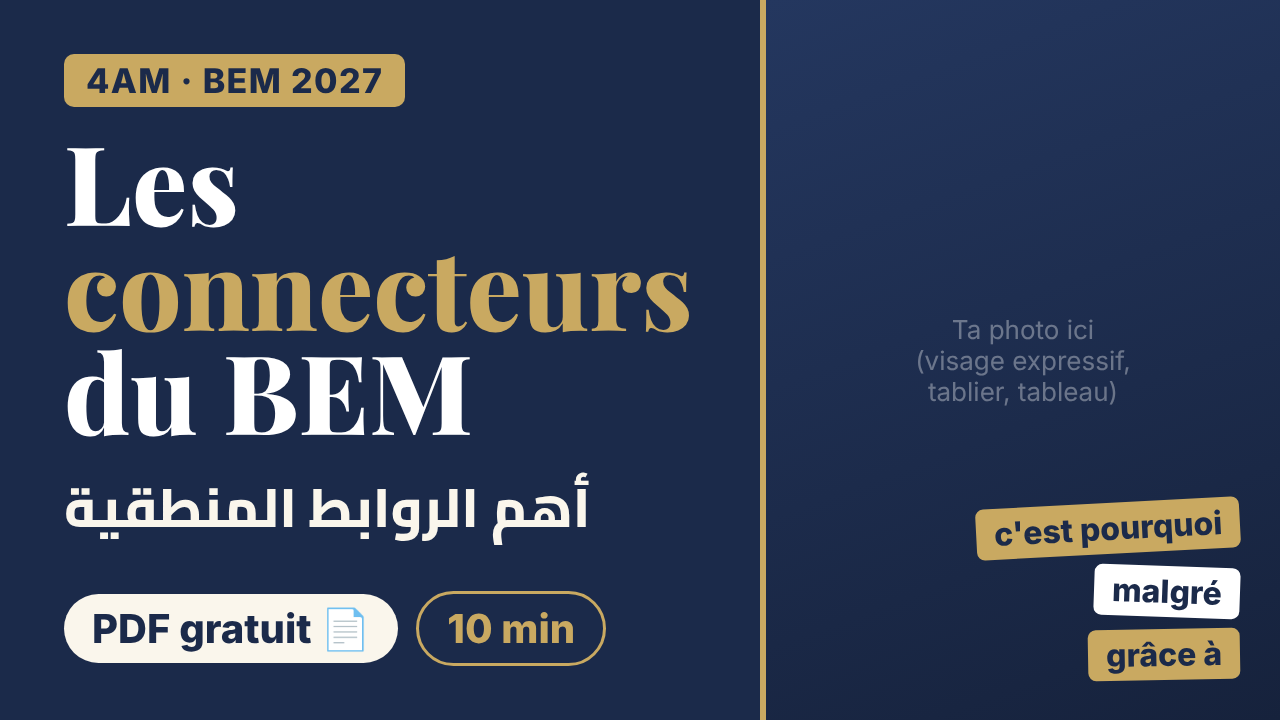 4AM · BEM 2027
Les
connecteurs
du BEM
أهم الروابط المنطقية
PDF gratuit 📄
10 min
Ta photo ici
(visage expressif,
tablier, tableau)
c'est pourquoi
malgré
grâce à